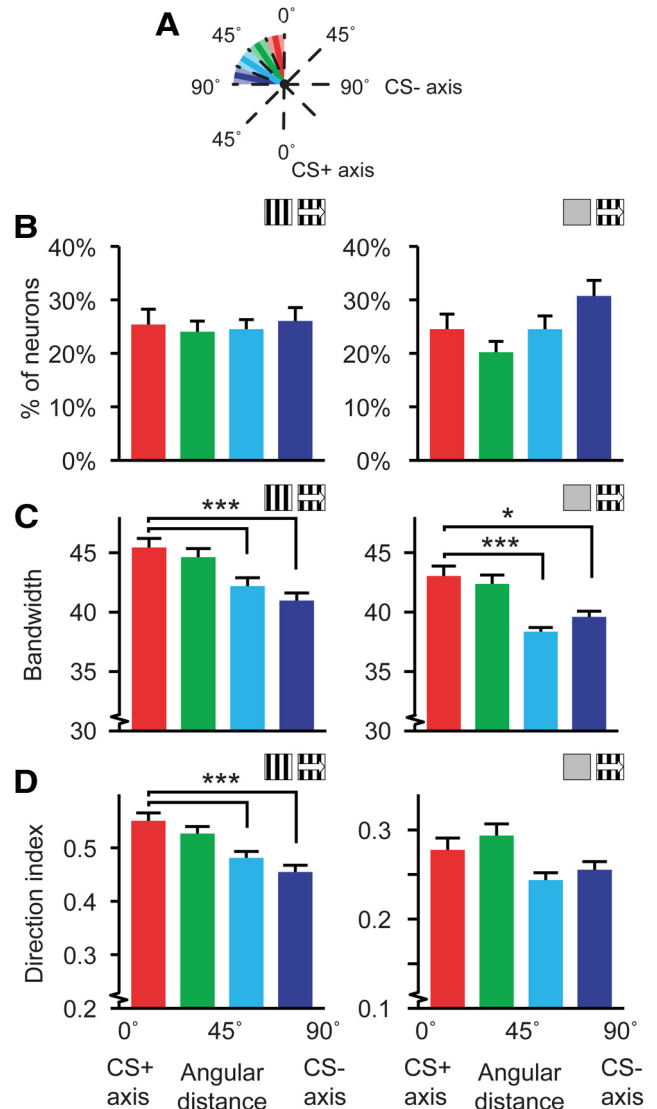 A
0°
45°
45°
90°
90°
CS- axis
45°
0°
CS+ axis
B
% of neurons
40%
30%
20%
10%
0%
40%
30%
20%
10%
0%
C
Bandwidth
45
40
35
30
***
45
40
35
30
*
***
D
Direction index
0.5
0.4
0.3
0.2
***
0.3
0.2
0.1
0°
45°
90°
CS+ axis
Angular distance
CS- axis
0°
45°
90°
CS+ axis
Angular distance
CS- axis